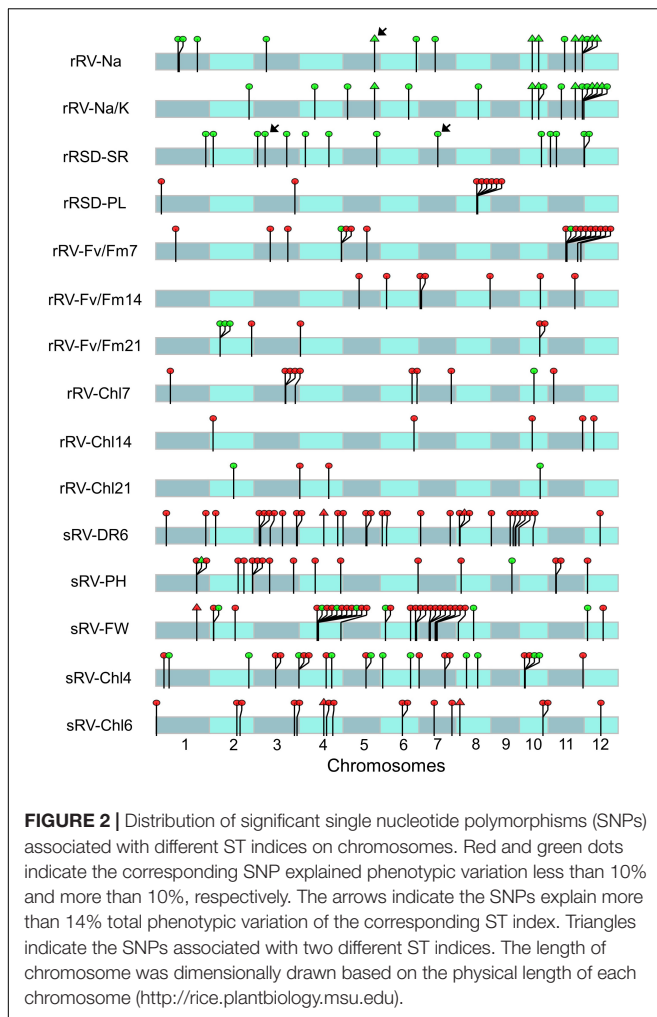 rRV-Na
rRV-Na/K
rRSD-SR
rRSD-PL
rRV-Fv/Fm7
rRV-Fv/Fm14
rRV-Fv/Fm21
rRV-Chl7
rRV-Chl14
rRV-Chl21
sRV-DR6
sRV-PH
sRV-FW
sRV-Chl4
sRV-Chl6
1 2 3 4 5 6 7 8 9 10 11 12
Chromosomes
FIGURE 2 | Distribution of significant single nucleotide polymorphisms (SNPs)
associated with different ST indices on chromosomes. Red and green dots
indicate the corresponding SNP explained phenotypic variation less than 10%
and more than 10%, respectively. The arrows indicate the SNPs explain more
than 14% total phenotypic variation of the corresponding ST index. Triangles
indicate the SNPs associated with two different ST indices. The length of
chromosome was dimensionally drawn based on the physical length of each
chromosome (http://rice.plantbiology.msu.edu).